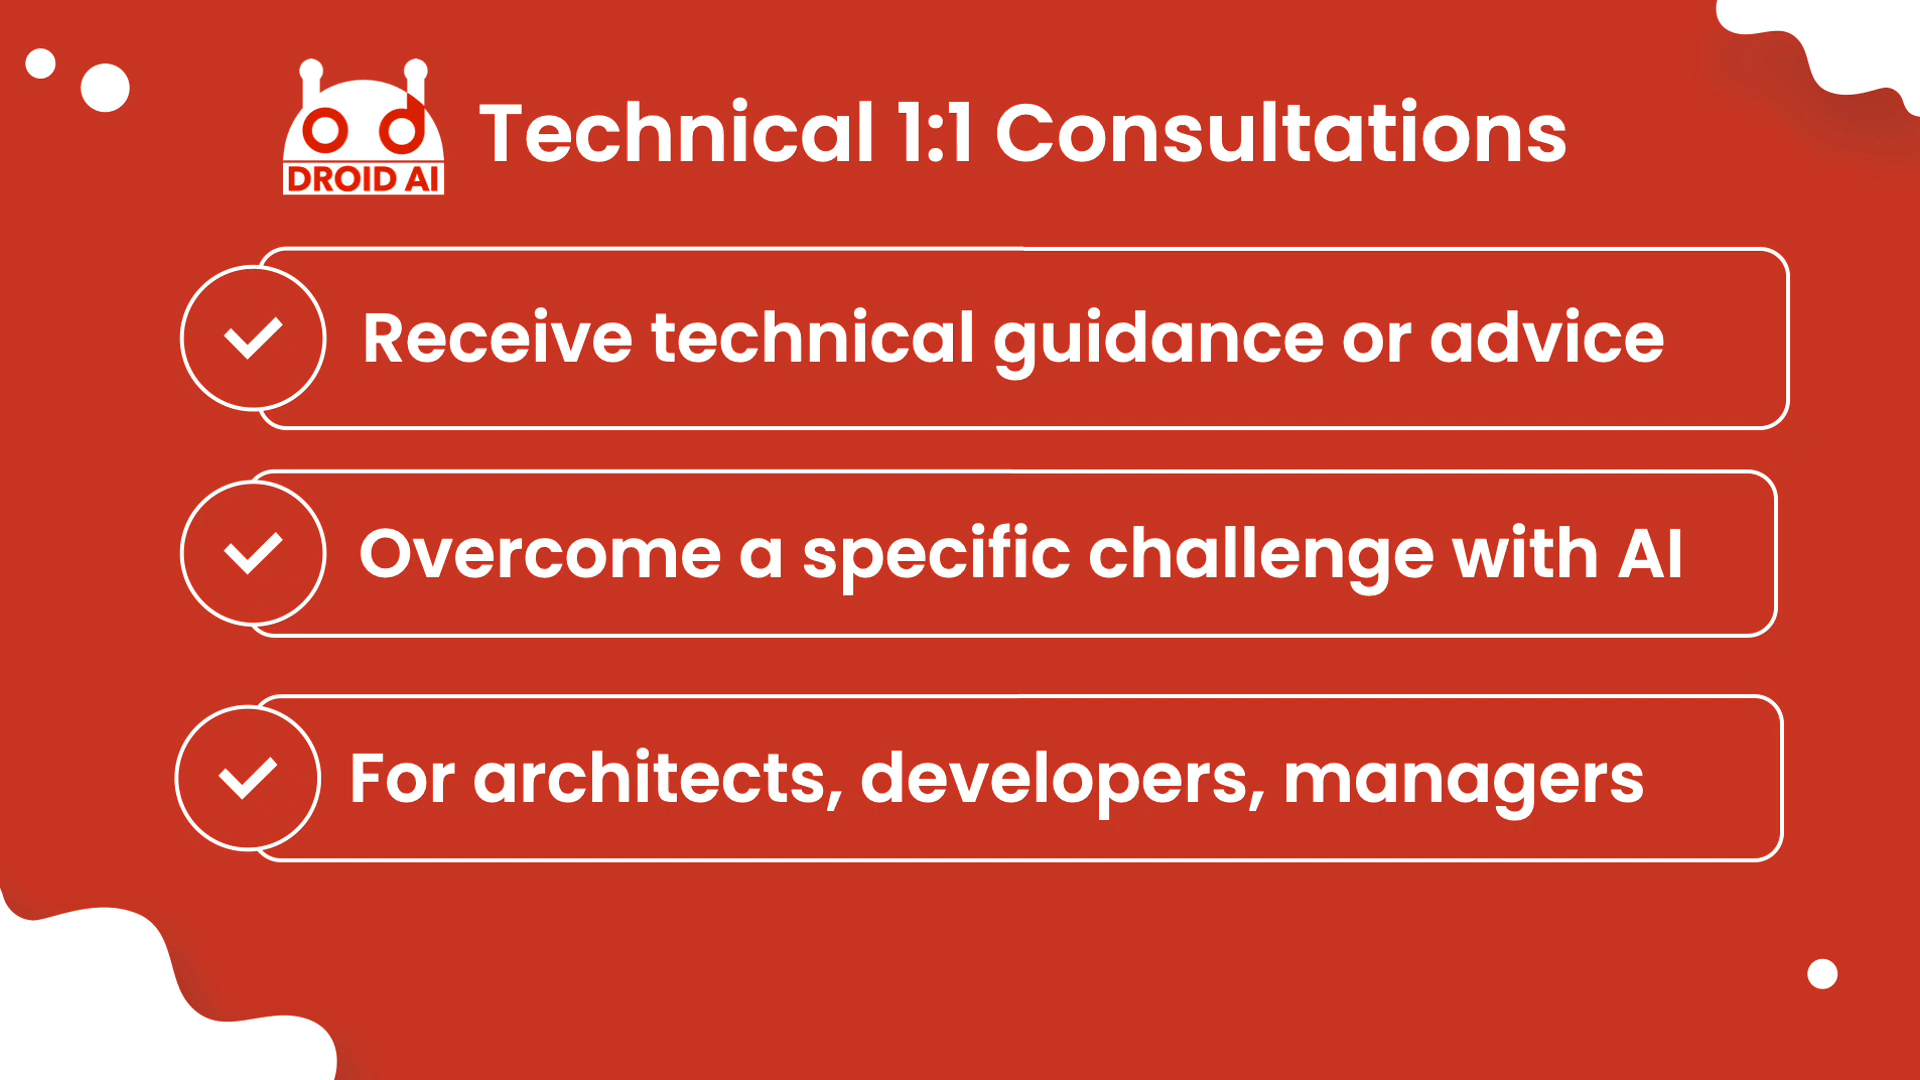 DROID AI
Technical 1:1 Consultations
Receive technical guidance or advice
Overcome a specific challenge with AI
For architects, developers, managers